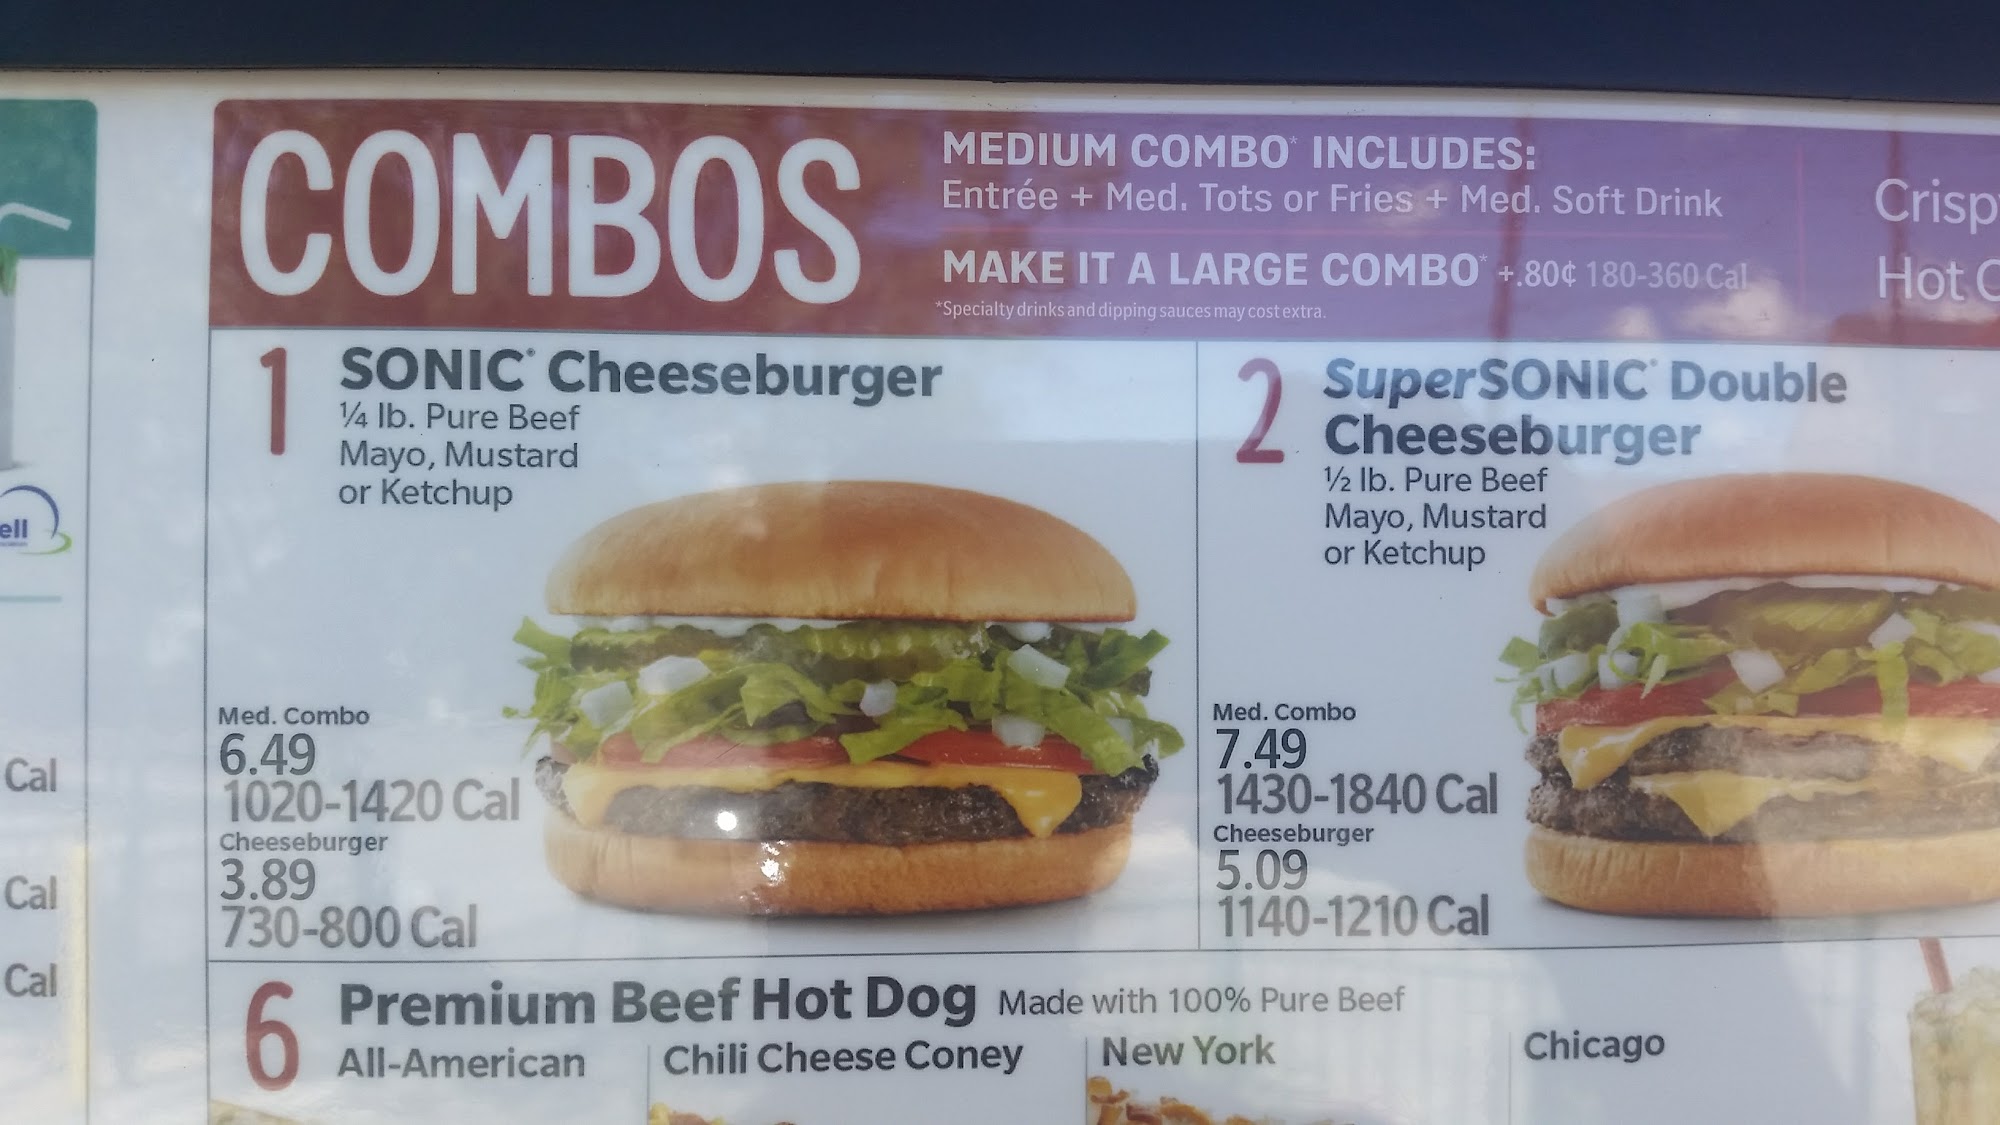 COMBOS
MEDIUM COMBO* INCLUDES:
Entrée + Med. Tots or Fries + Med. Soft Drink
MAKE IT A LARGE COMBO* +.80¢ 180-360 Cal
*Specialty drinks and dipping sauces may cost extra.
Crisp
Hot
1 SONIC® Cheeseburger
¼ lb. Pure Beef
Mayo, Mustard
or Ketchup
Med. Combo
6.49
1020-1420 Cal
Cheeseburger
3.89
730-800 Cal
2 SuperSONIC® Double
Cheeseburger
½ lb. Pure Beef
Mayo, Mustard
or Ketchup
Med. Combo
7.49
1430-1840 Cal
Cheeseburger
5.09
1140-1210 Cal
6 Premium Beef Hot Dog Made with 100% Pure Beef
All-American
Chili Cheese Coney
New York
Chicago
ell
Cal
Cal
Cal